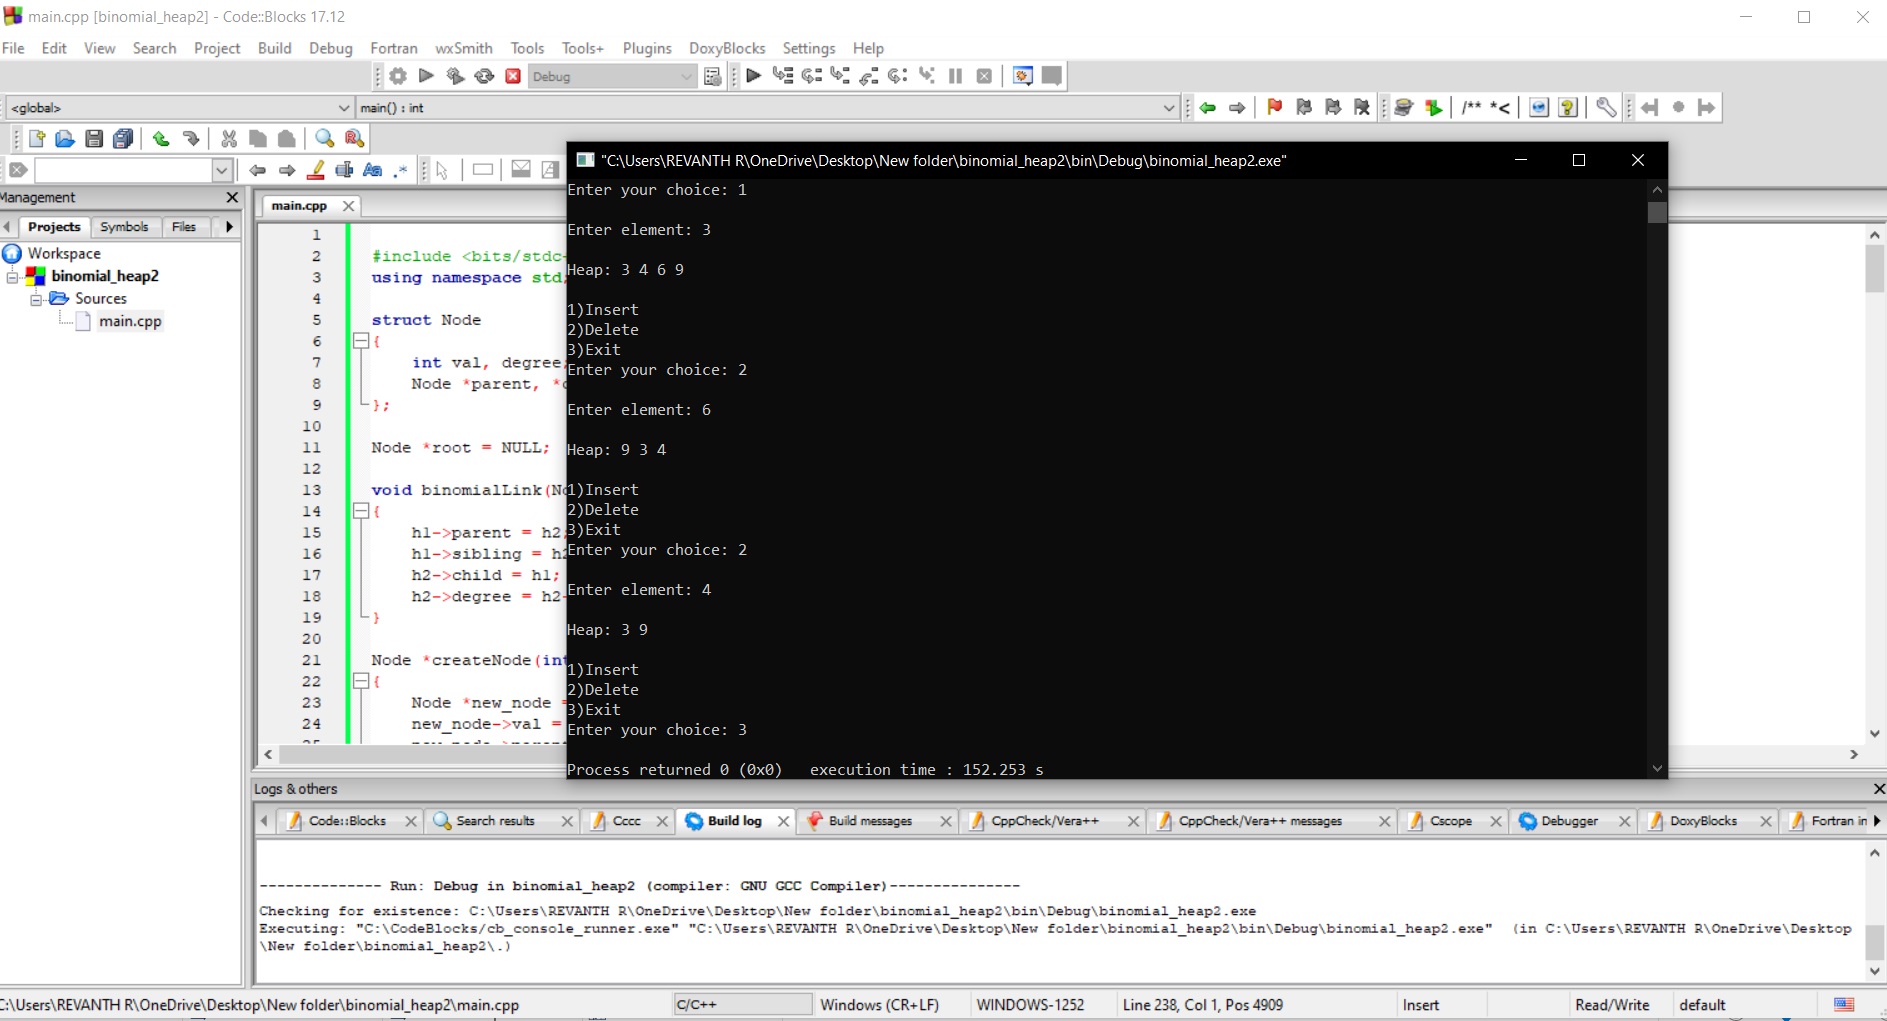 main.cpp [binomial_heap2] - Code::Blocks 17.12
File Edit View Search Project Build Debug Fortran wxSmith Tools Tools+ Plugins DoxyBlocks Settings Help
Debug
<global> main() : int
/** *<
Management
Projects Symbols Files
Workspace
binomial_heap2
Sources
main.cpp
main.cpp
1
2 #include <bits/stdc
3 using namespace std;
4
5 struct Node
6 {
7 int val, degree;
8 Node *parent, *c
9 };
10
11 Node *root = NULL;
12
13 void binomialLink(No
14 {
15 h1->parent = h2;
16 h1->sibling = h2
17 h2->child = h1;
18 h2->degree = h2-
19 }
20
21 Node *createNode(int
22 {
23 Node *new_node =
24 new_node->val =
"C:\Users\REVANTH R\OneDrive\Desktop\New folder\binomial_heap2\bin\Debug\binomial_heap2.exe"
Enter your choice: 1
Enter element: 3
Heap: 3 4 6 9
1)Insert
2)Delete
3)Exit
Enter your choice: 2
Enter element: 6
Heap: 9 3 4
1)Insert
2)Delete
3)Exit
Enter your choice: 2
Enter element: 4
Heap: 3 9
1)Insert
2)Delete
3)Exit
Enter your choice: 3
Process returned 0 (0x0) execution time : 152.253 s
Logs & others
Code::Blocks Search results Cccc Build log Build messages CppCheck/Vera++ CppCheck/Vera++ messages Cscope Debugger DoxyBlocks Fortran in
-------------- Run: Debug in binomial_heap2 (compiler: GNU GCC Compiler)---------------
Checking for existence: C:\Users\REVANTH R\OneDrive\Desktop\New folder\binomial_heap2\bin\Debug\binomial_heap2.exe
Executing: "C:\CodeBlocks/cb_console_runner.exe" "C:\Users\REVANTH R\OneDrive\Desktop\New folder\binomial_heap2\bin\Debug\binomial_heap2.exe" (in C:\Users\REVANTH R\OneDrive\Desktop
\New folder\binomial_heap2\.)
C:\Users\REVANTH R\OneDrive\Desktop\New folder\binomial_heap2\main.cpp C/C++ Windows (CR+LF) WINDOWS-1252 Line 238, Col 1, Pos 4909 Insert Read/Write default